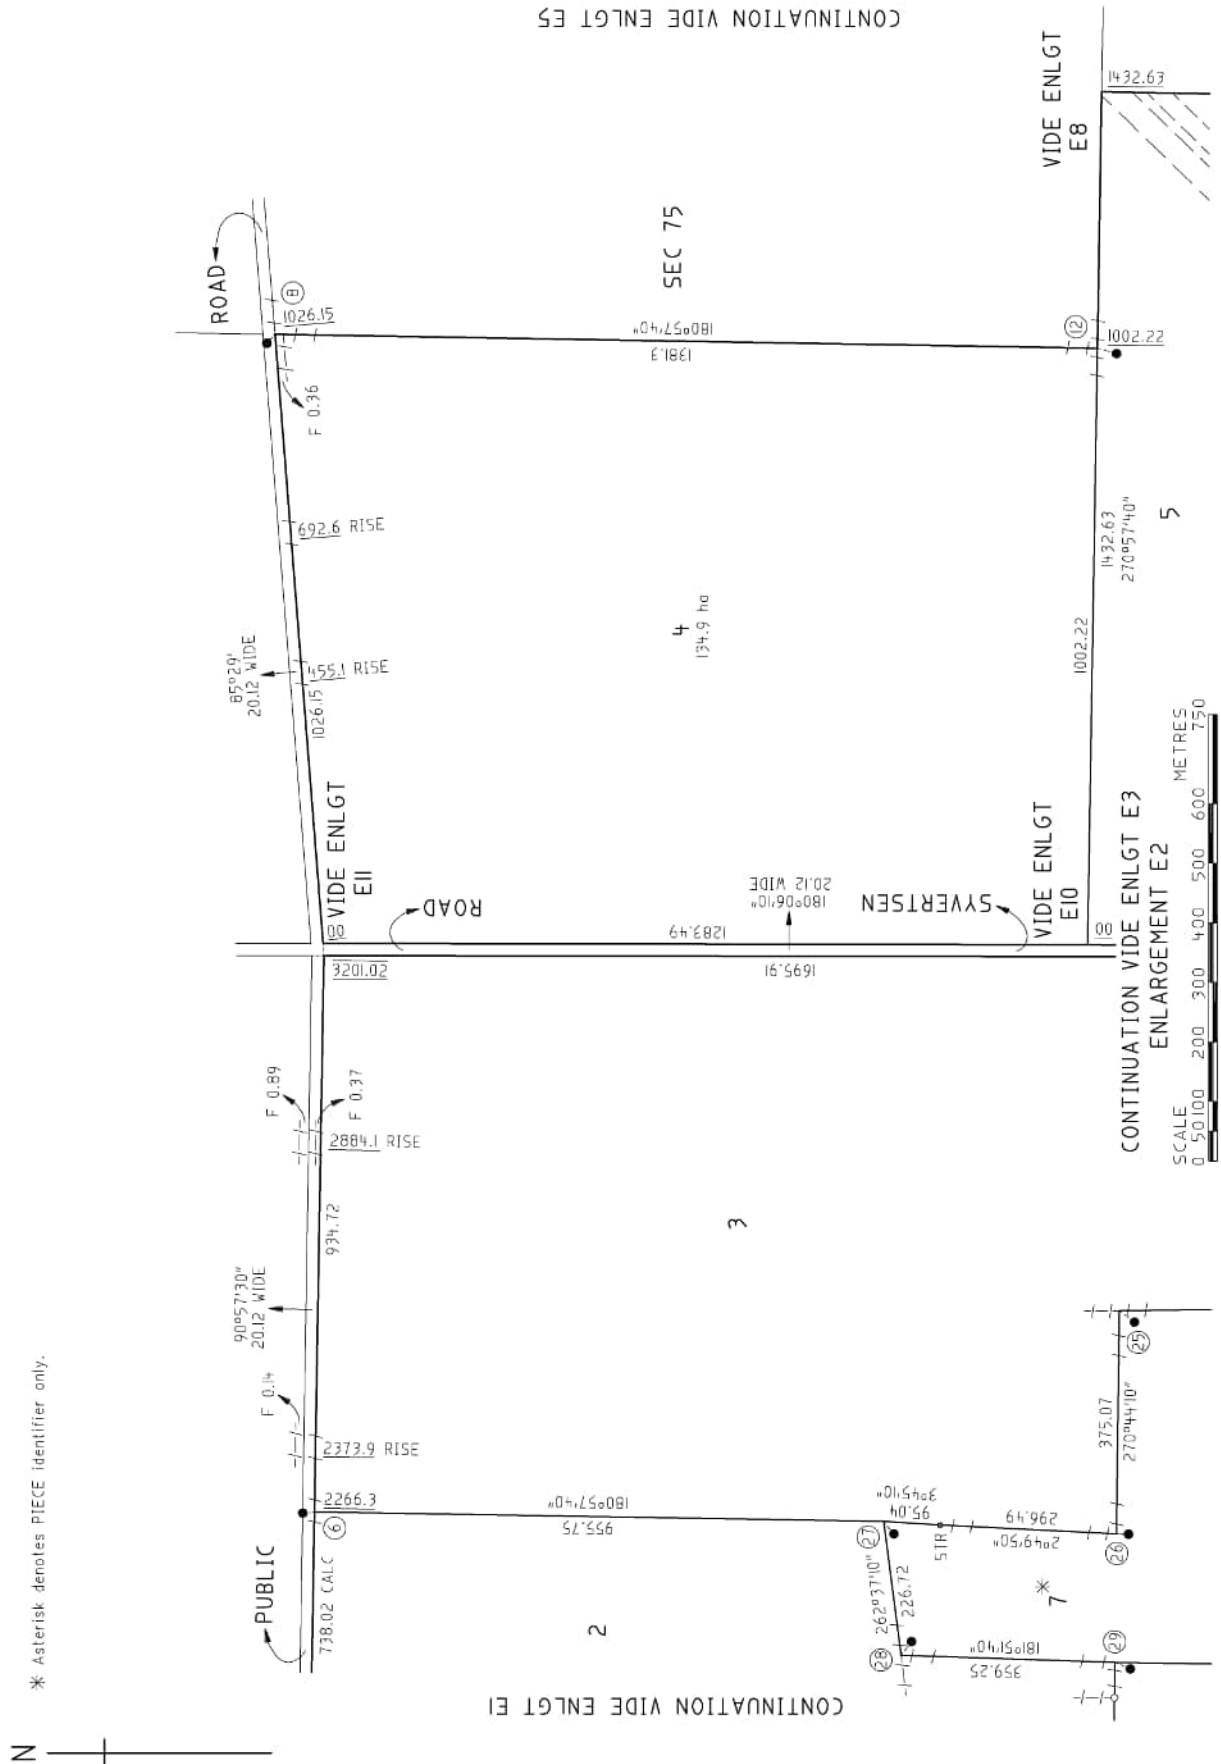 N
* Asterisk denotes PIECE identifier only.
CONTINUATION VIDE ENLGT E1
CONTINUATION VIDE ENLGT E5
PUBLIC
738.02 CALC
6
2266.3
2373.9 RISE
F 0.14
90°57'30"
20.12 WIDE
934.72
2884.1 RISE
F 0.89
F 0.37
3201.02
00
VIDE ENLGT
E11
1026.15
455.1 RISE
85°29'
20.12 WIDE
692.6 RISE
F 0.36
ROAD
1026.15
8
180°57'40"
955.75
2
3
ROAD
1283.49
1695.91
180°06'10"
20.12 WIDE
SYVERTSEN
4
134.9 ha
1381.3
180°57'40"
SEC 75
27
262°37'10"
226.72
28
3°45'10"
95.04
STR
296.49
2°49'50"
7 *
181°51'40"
359.25
29
26
375.07
270°44'10"
25
VIDE ENLGT
E10
00
1002.22
1432.63
270°57'40"
5
12
1002.22
VIDE ENLGT
E8
1432.63
CONTINUATION VIDE ENLGT E3
ENLARGEMENT E2
SCALE
METRES
0 50 100 200 300 400 500 600 750